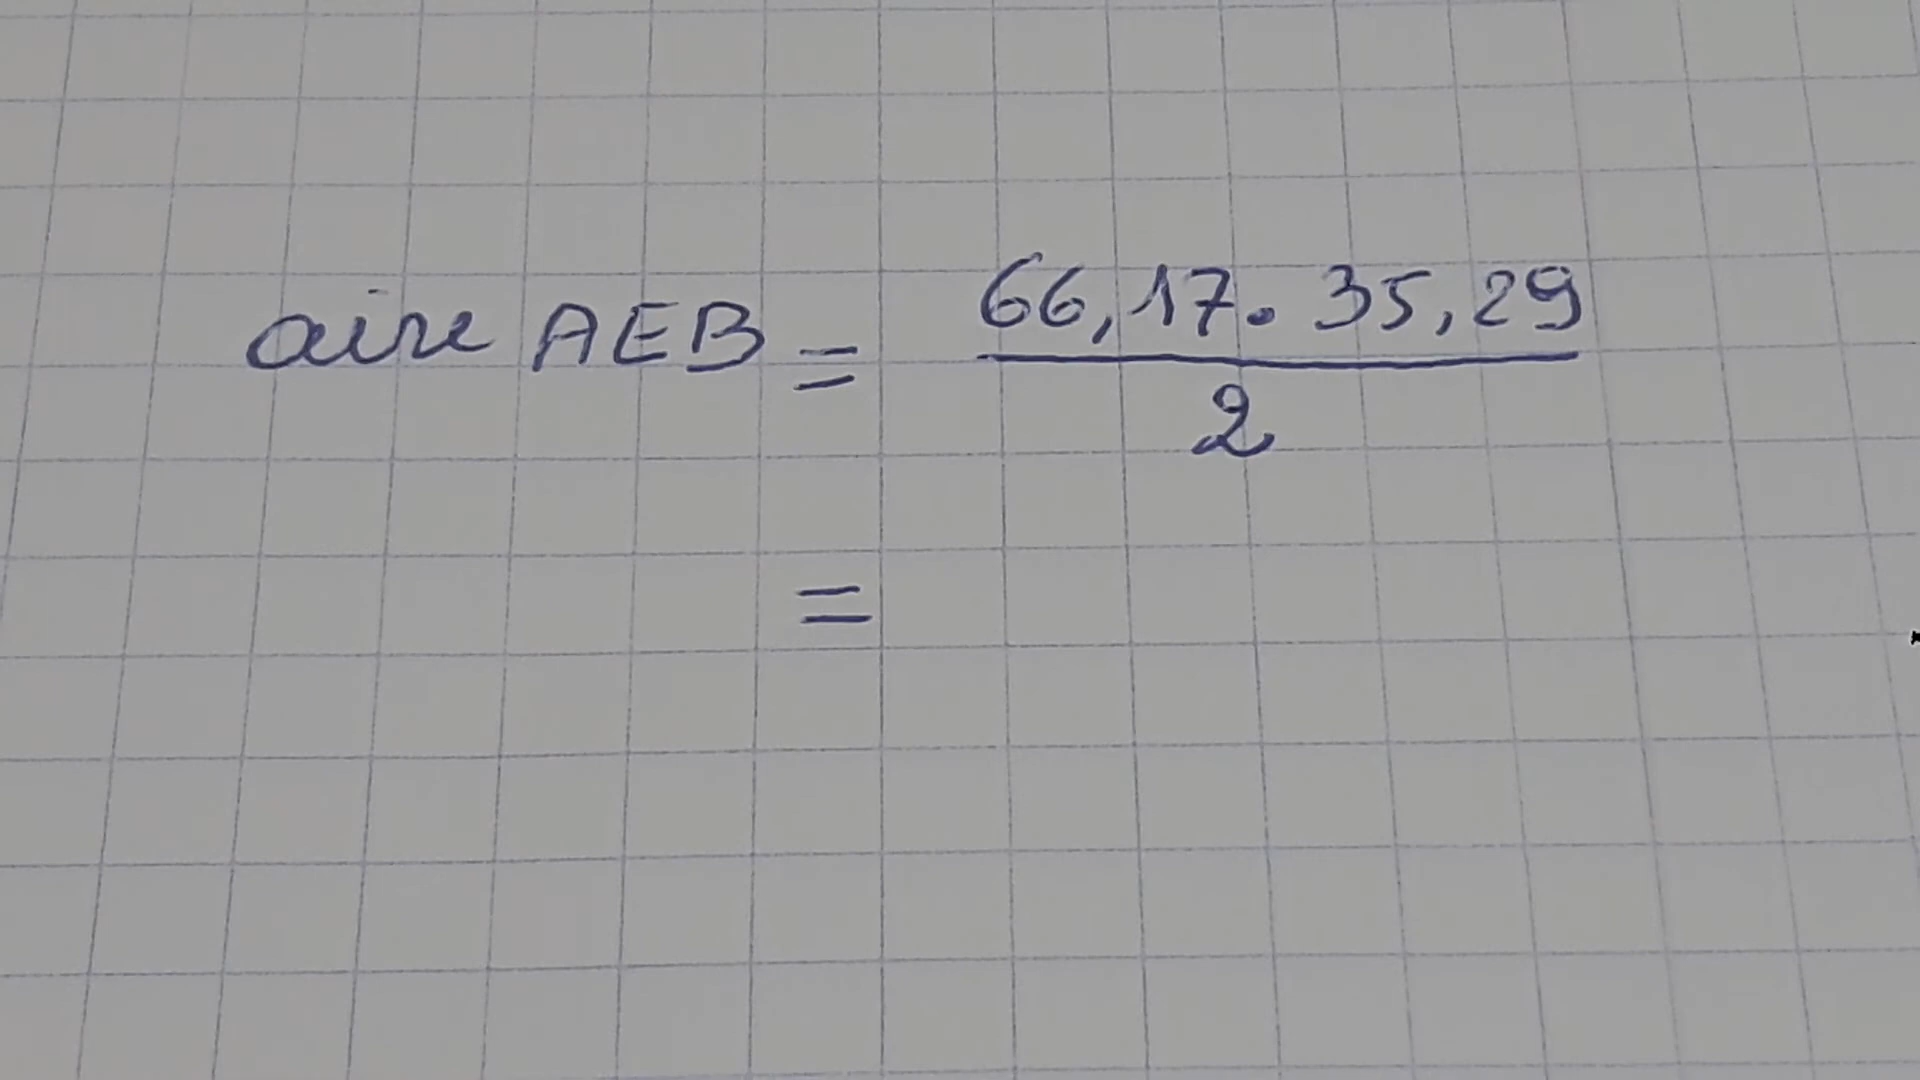 aire AEB = 66,17 . 35,29 / 2
=